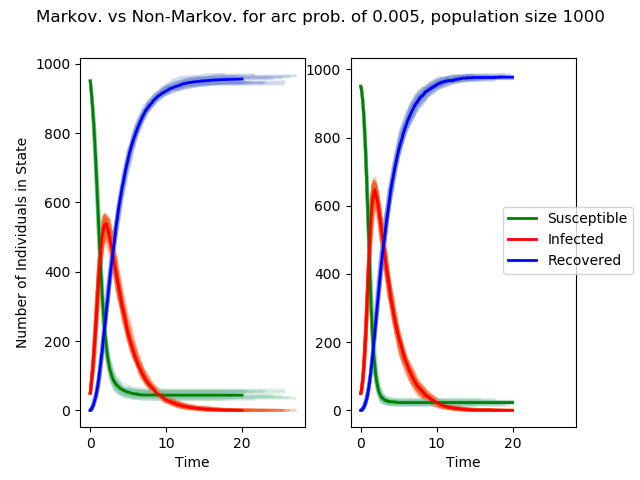 Markov. vs Non-Markov. for arc prob. of 0.005, population size 1000
Number of Individuals in State
1000
800
600
400
200
0
0
10
20
Time
1000
800
600
400
200
0
0
10
20
Time
Susceptible
Infected
Recovered